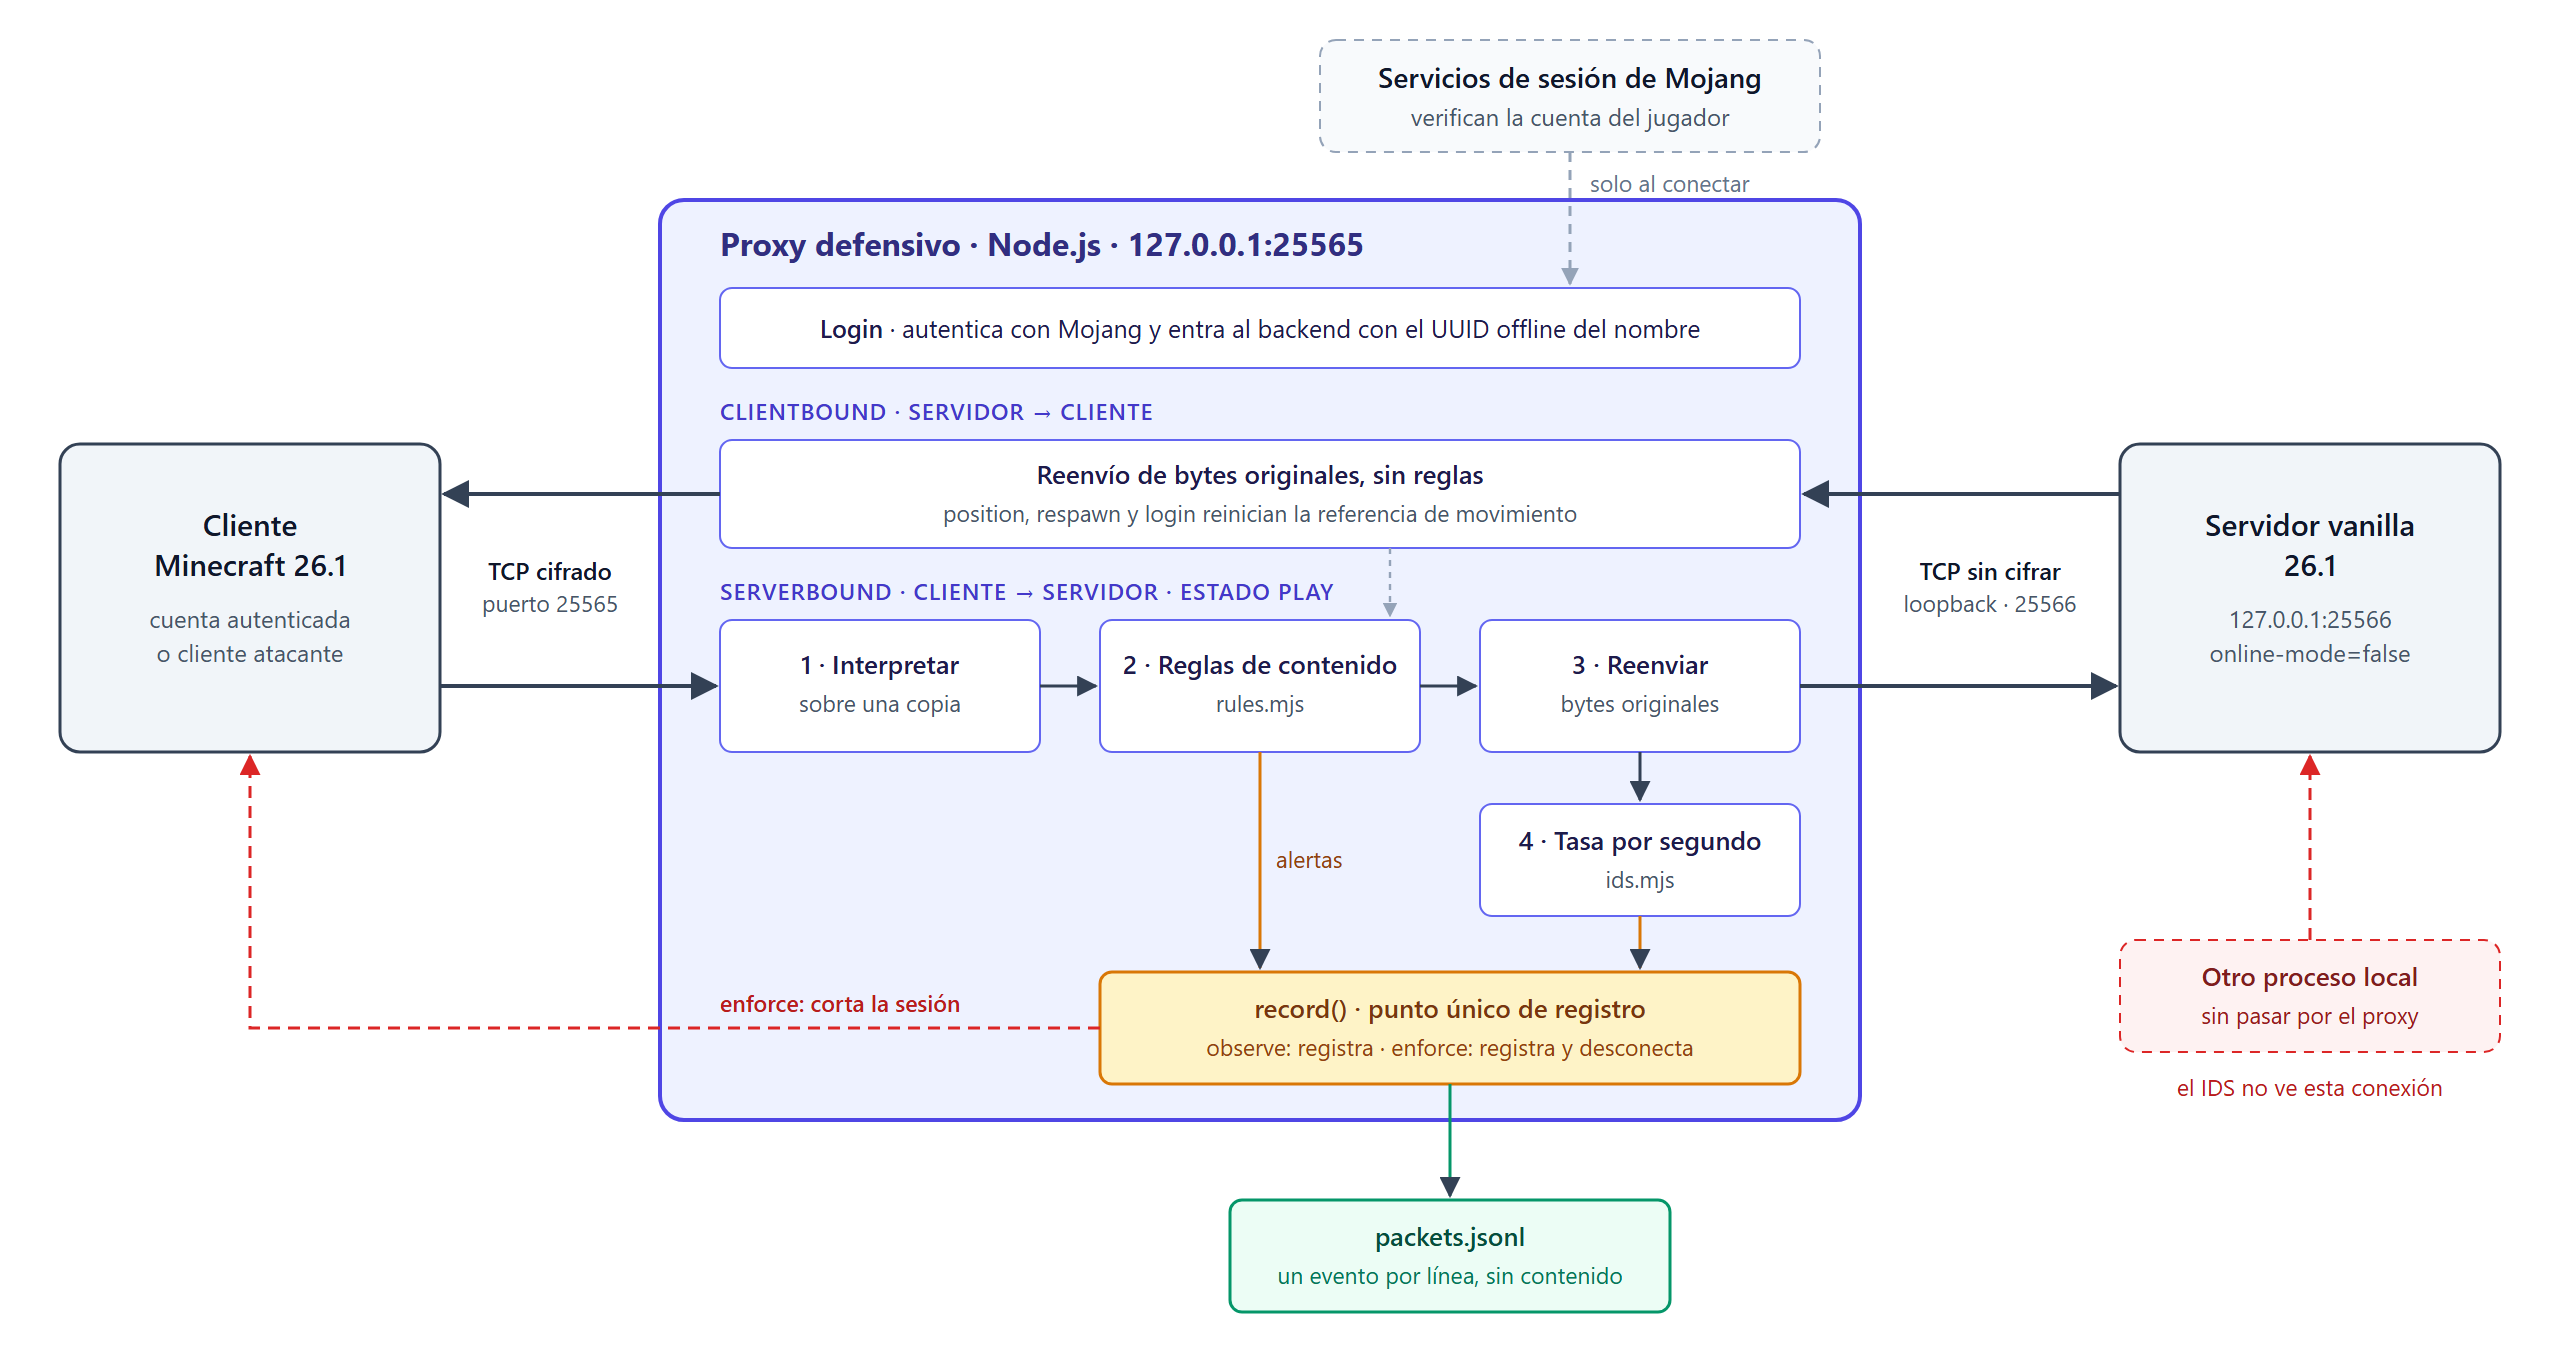 Servicios de sesión de Mojang
verifican la cuenta del jugador
solo al conectar
Proxy defensivo · Node.js · 127.0.0.1:25565
Login · autentica con Mojang y entra al backend con el UUID offline del nombre
CLIENTBOUND · SERVIDOR → CLIENTE
Reenvío de bytes originales, sin reglas
position, respawn y login reinician la referencia de movimiento
Cliente
Minecraft 26.1
cuenta autenticada
o cliente atacante
TCP cifrado
puerto 25565
SERVERBOUND · CLIENTE → SERVIDOR · ESTADO PLAY
1 · Interpretar
sobre una copia
2 · Reglas de contenido
rules.mjs
3 · Reenviar
bytes originales
TCP sin cifrar
loopback · 25566
Servidor vanilla
26.1
127.0.0.1:25566
online-mode=false
alertas
4 · Tasa por segundo
ids.mjs
enforce: corta la sesión
record() · punto único de registro
observe: registra · enforce: registra y desconecta
Otro proceso local
sin pasar por el proxy
el IDS no ve esta conexión
packets.jsonl
un evento por línea, sin contenido